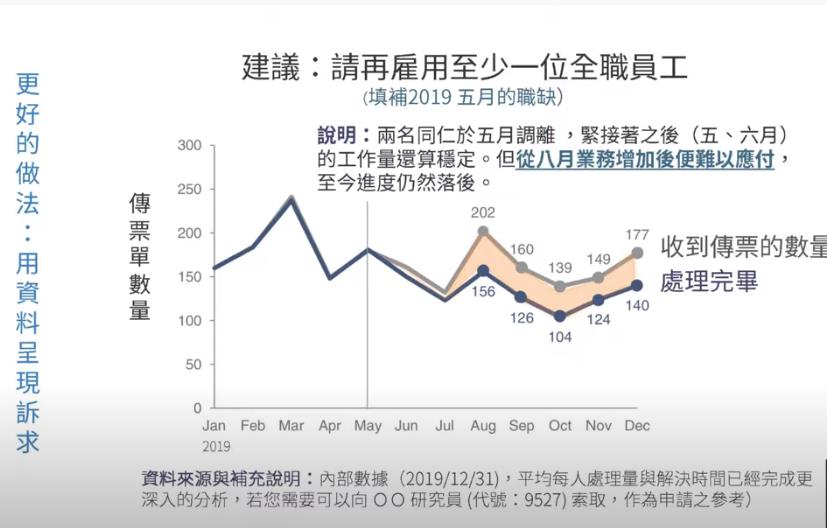 更好的做法：用資料呈現訴求
建議：請再雇用至少一位全職員工
(填補2019 五月的職缺）
說明：兩名同仁於五月調離 ，緊接著之後（五、六月）
的工作量還算穩定。但從八月業務增加後便難以應付，
至今進度仍然落後。
傳票單數量
300
250
200
150
100
50
0
202
160
139
149
177
156
126
104
124
140
收到傳票的數量
處理完畢
Jan Feb Mar Apr May Jun Jul Aug Sep Oct Nov Dec
2019
資料來源與補充說明：內部數據（2019/12/31)，平均每人處理量與解決時間已經完成更
深入的分析，若您需要可以向 〇〇 研究員 (代號：9527) 索取，作為申請之參考）